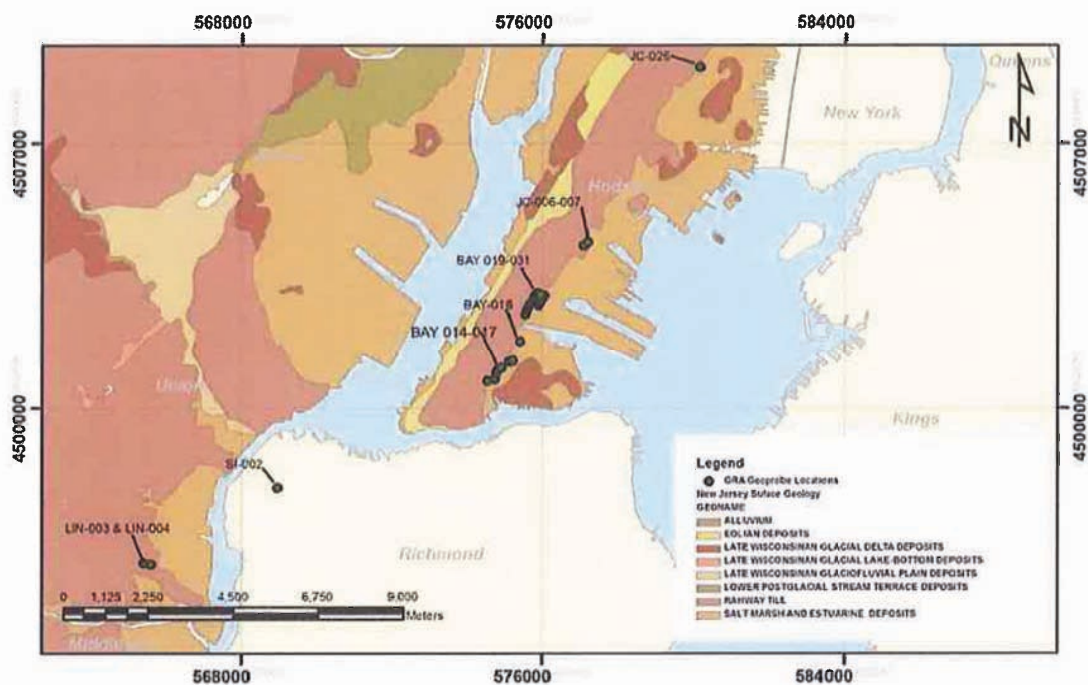 568000
576000
584000
JC-026
Queens
New York
N
4507000
4507000
JC-006-007
BAY 019-031
BAY-018
BAY 014-017
Union
4500000
4500000
Kings
SI-002
LIN-003 & LIN-004
Richmond
0 1,125 2,250 4,500 6,750 9,000
Meters
Legend
GRA Geoprobe Locations
New Jersey Suface Geology
GEONAME
ALLUVIUM
EOLIAN DEPOSITS
LATE WISCONSINAN GLACIAL DELTA DEPOSITS
LATE WISCONSINAN GLACIAL LAKE-BOTTOM DEPOSITS
LATE WISCONSINAN GLACIOFLUVIAL PLAIN DEPOSITS
LOWER POSTGLACIAL STREAM TERRACE DEPOSITS
RAHWAY TILL
SALT MARSH AND ESTUARINE DEPOSITS
568000
576000
584000